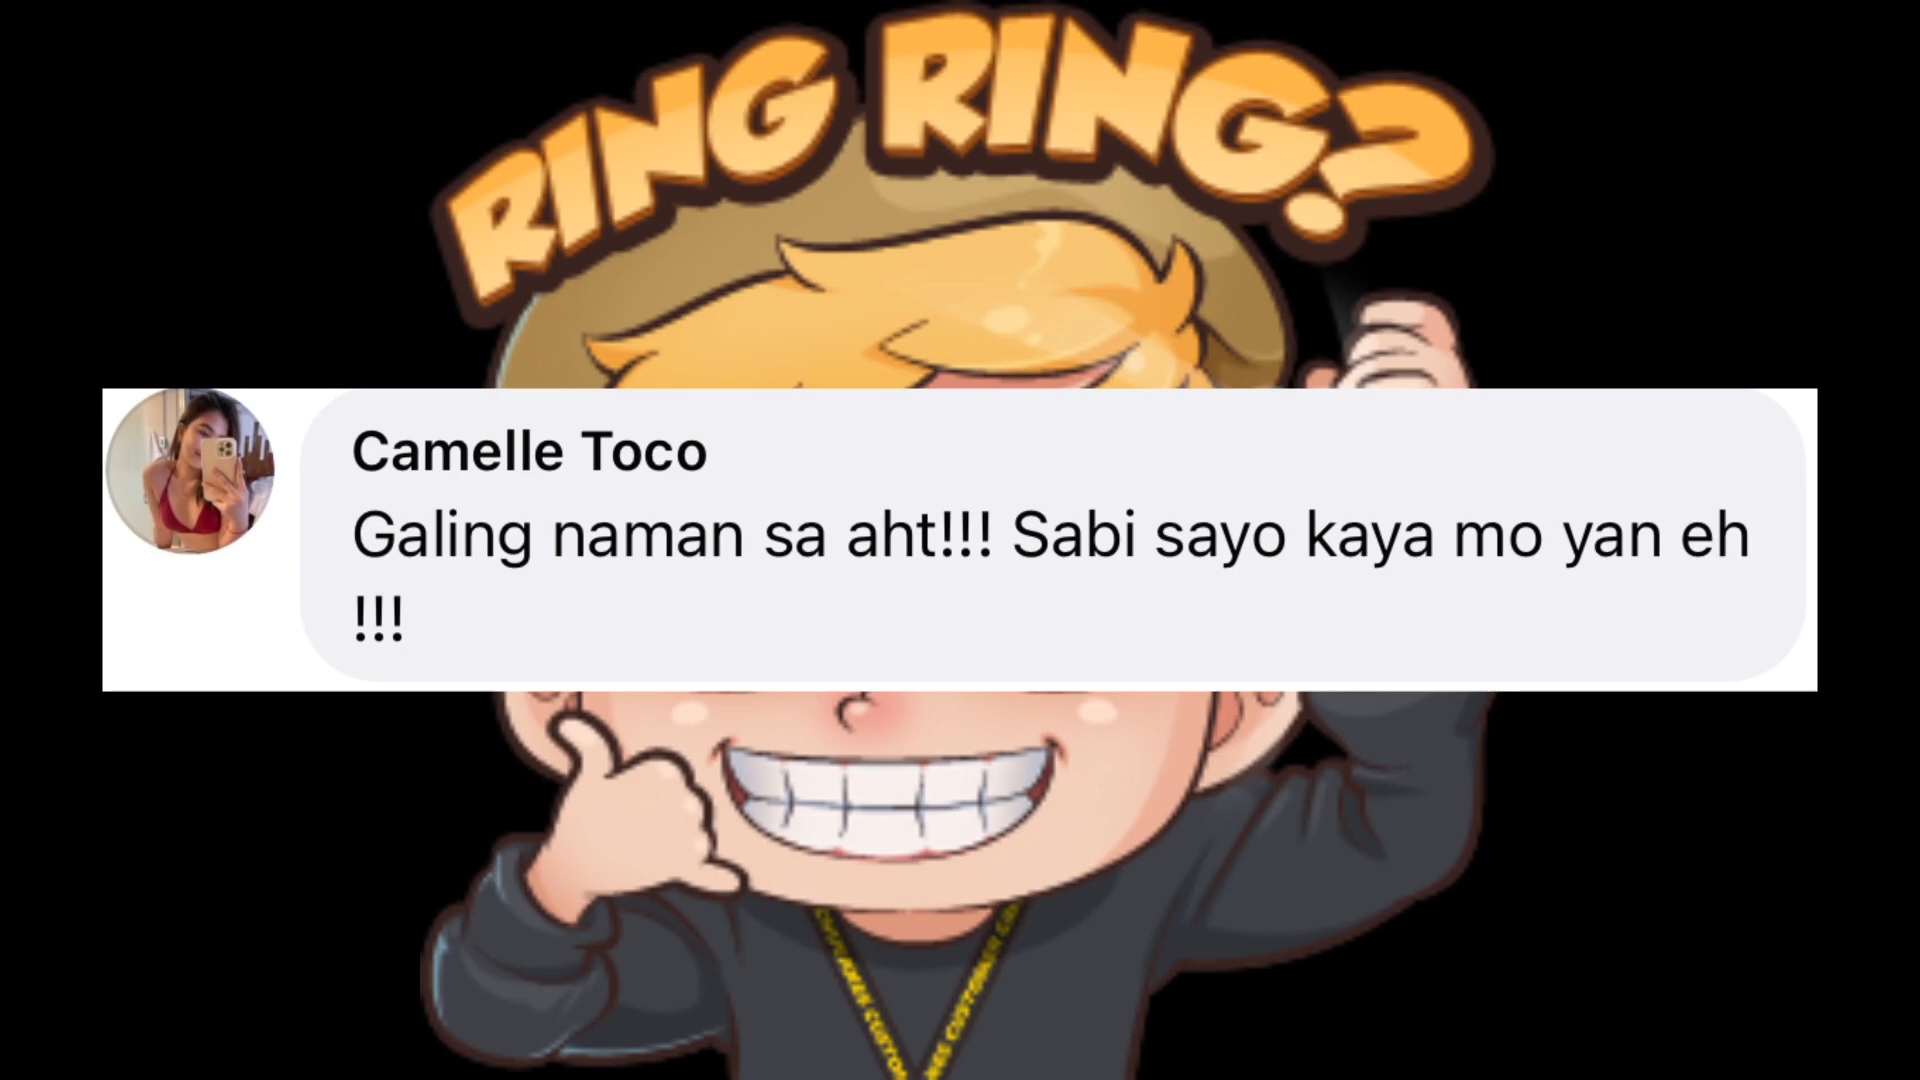 RING RING?
Camelle Toco
Galing naman sa aht!!! Sabi sayo kaya mo yan eh
!!!